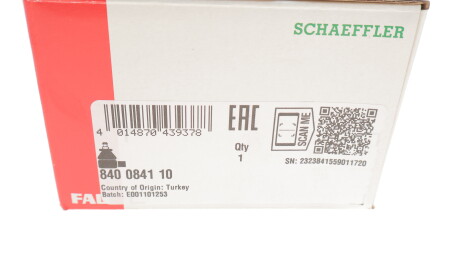 SCHAEFFLER
4 014870 439378
EAC
Qty
1
SCAN ME
SN: 2323841559011720
840 0841 10
Country of Origin: Turkey
Batch: E001101253
FA